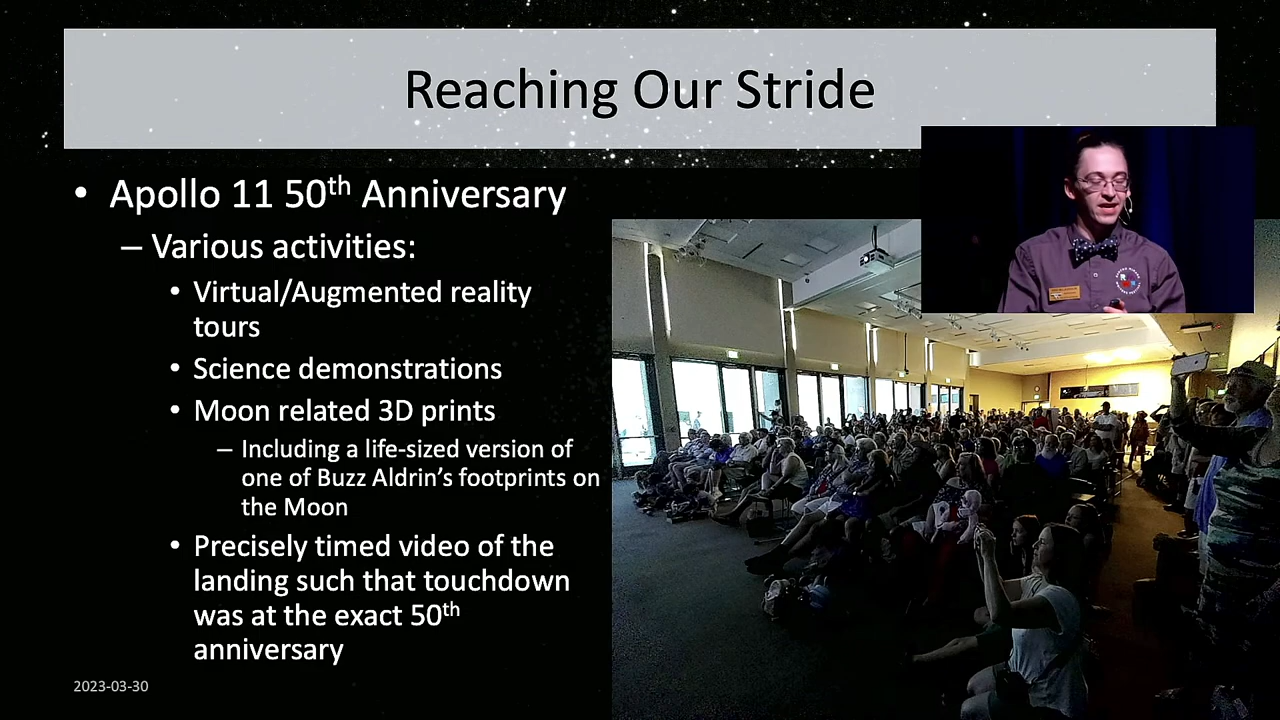 Reaching Our Stride
• Apollo 11 50th Anniversary
– Various activities:
• Virtual/Augmented reality
tours
• Science demonstrations
• Moon related 3D prints
– Including a life-sized version of
one of Buzz Aldrin’s footprints on
the Moon
• Precisely timed video of the
landing such that touchdown
was at the exact 50th
anniversary
2023-03-30